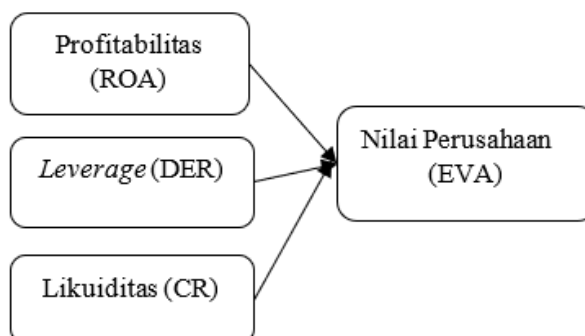 Profitabilitas
(ROA)
Leverage (DER)
Likuiditas (CR)
Nilai Perusahaan
(EVA)